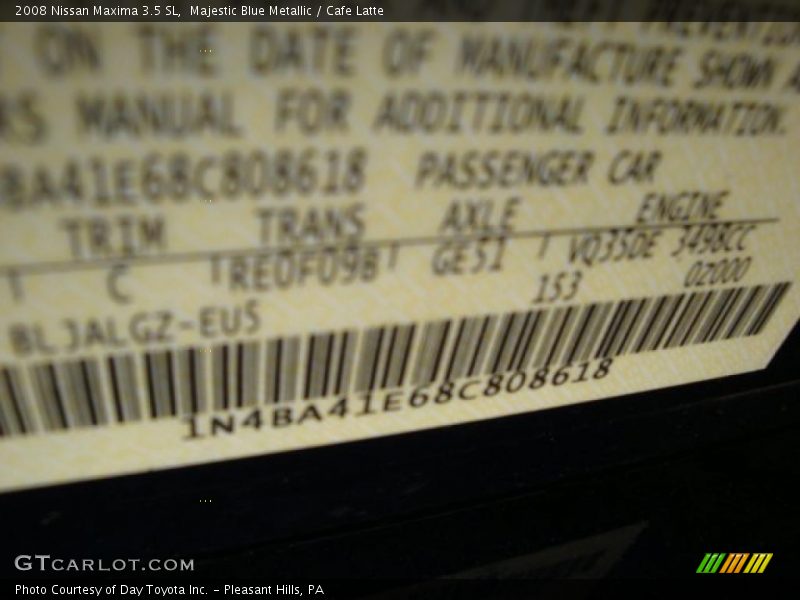 2008 Nissan Maxima 3.5 SL, Majestic Blue Metallic / Cafe Latte
ON THE DATE OF MANUFACTURE SHOWN
MANUAL FOR ADDITIONAL INFORMATION.
BA41E68C808618 PASSENGER CAR
TRIM TRANS AXLE ENGINE
C RE0F09B GE51 VQ35DE 3498CC
BLJALGZ-EUS 153 02000
1N4BA41E68C808618
GTCARLOT.COM
Photo Courtesy of Day Toyota Inc. - Pleasant Hills, PA